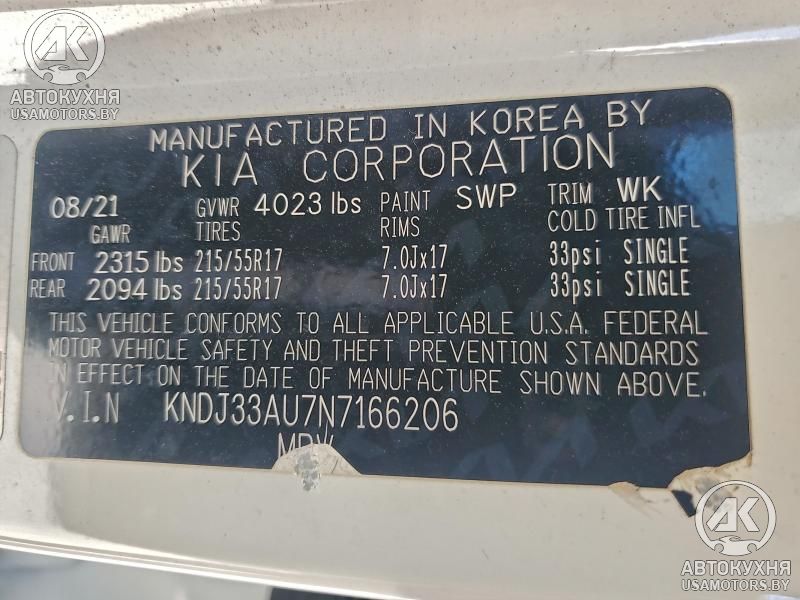 AK
АВТОКУХНЯ
USAMOTORS.BY
MANUFACTURED IN KOREA BY
KIA CORPORATION
08/21 GVWR 4023 lbs PAINT SWP TRIM WK
GAWR TIRES RIMS COLD TIRE INFL
FRONT 2315 lbs 215/55R17 7.0Jx17 33psi SINGLE
REAR 2094 lbs 215/55R17 7.0Jx17 33psi SINGLE
THIS VEHICLE CONFORMS TO ALL APPLICABLE U.S.A. FEDERAL
MOTOR VEHICLE SAFETY AND THEFT PREVENTION STANDARDS
IN EFFECT ON THE DATE OF MANUFACTURE SHOWN ABOVE.
V.I.N KNDJ33AU7N7166206
AK
АВТОКУХНЯ
USAMOTORS.BY